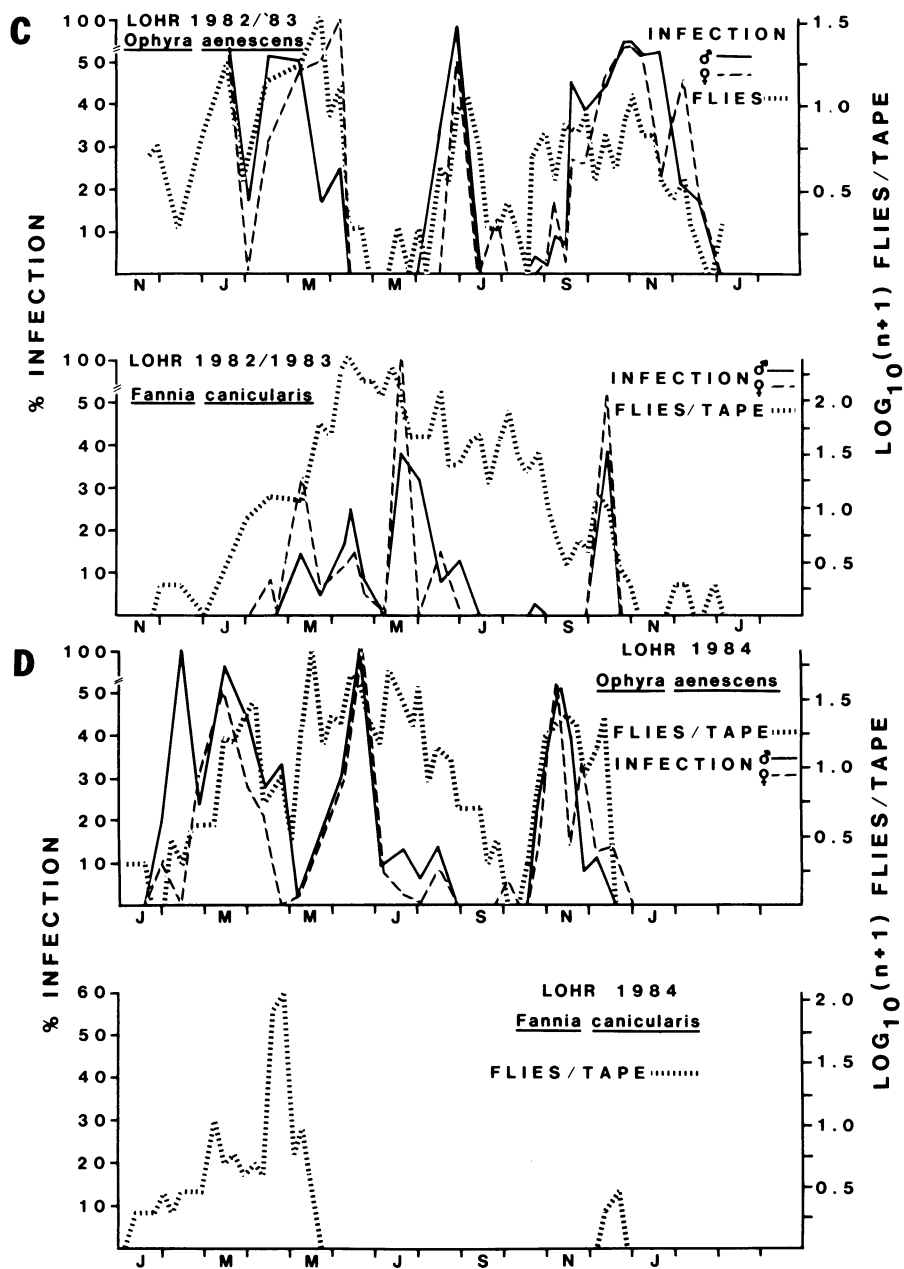 C
LOHR 1982/'83
Ophyra aenescens
INFECTION
♂
♀
FLIES
100
50
40
30
20
10
1.5
1.0
0.5
N J M M J S N J
% INFECTION
LOG10(n+1) FLIES/TAPE
LOHR 1982/1983
Fannia canicularis
INFECTION ♂
♀
FLIES/TAPE
100
50
40
30
20
10
2.0
1.5
1.0
0.5
N J M M J S N J
D
LOHR 1984
Ophyra aenescens
FLIES/TAPE
INFECTION ♂
♀
100
50
40
30
20
10
1.5
1.0
0.5
J M M J S N J
% INFECTION
LOG10(n+1) FLIES/TAPE
LOHR 1984
Fannia canicularis
FLIES/TAPE
60
50
40
30
20
10
2.0
1.5
1.0
0.5
J M M J S N J